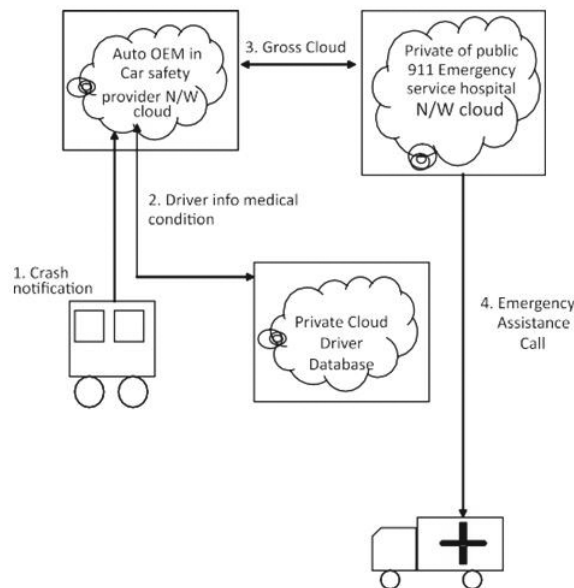 Auto OEM in
Car safety
provider N/W
cloud
3. Gross Cloud
Private of public
911 Emergency
service hospital
N/W cloud
2. Driver info medical
condition
1. Crash
notification
Private Cloud
Driver
Database
4. Emergency
Assistance
Call